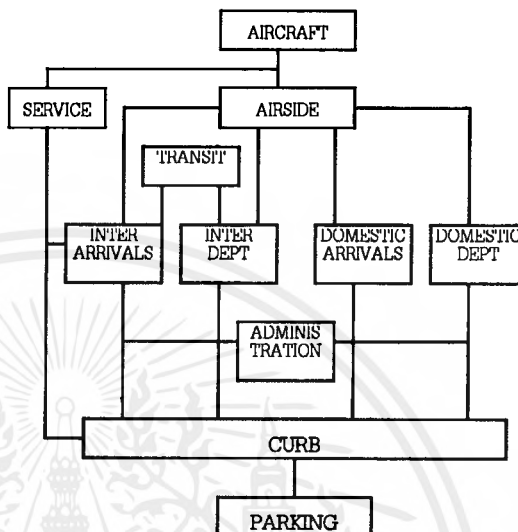 AIRCRAFT
SERVICE
AIRSIDE
TRANSIT
INTER
ARRIVALS
INTER
DEPT
DOMESTIC
ARRIVALS
DOMESTIC
DEPT
ADMINIS
TRATION
CURB
PARKING